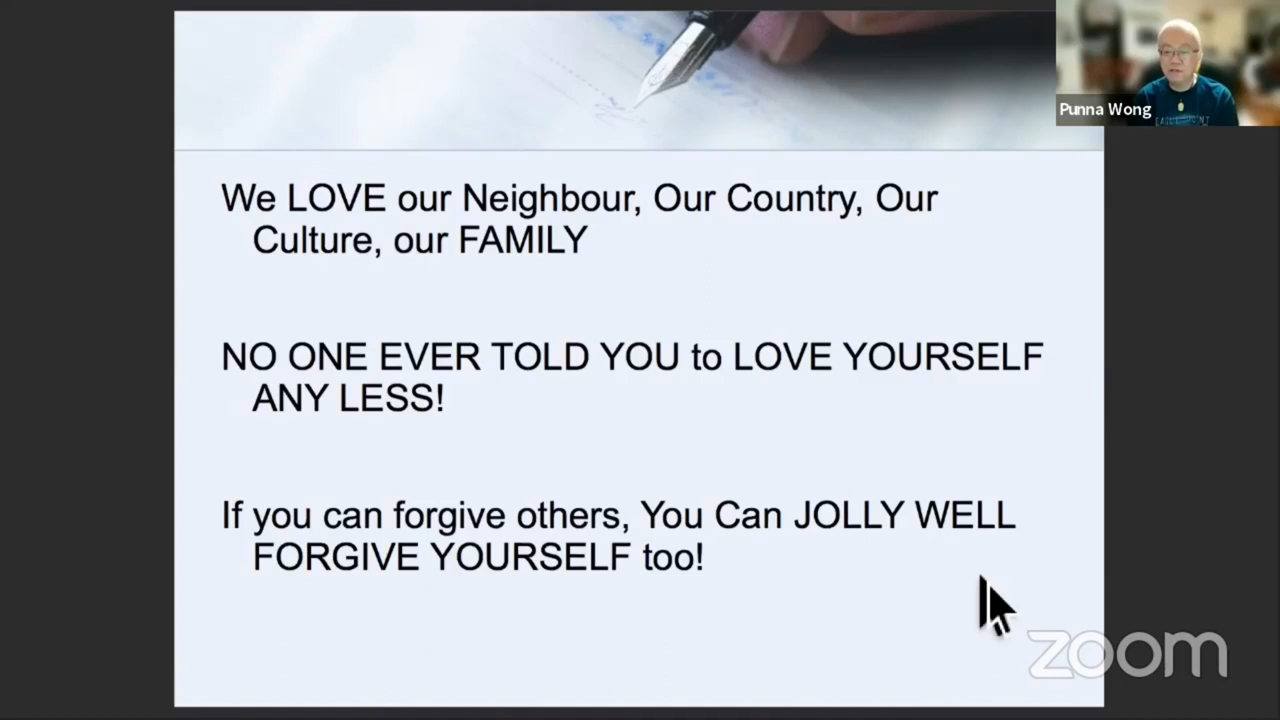 Punna Wong
We LOVE our Neighbour, Our Country, Our
Culture, our FAMILY
NO ONE EVER TOLD YOU to LOVE YOURSELF
ANY LESS!
If you can forgive others, You Can JOLLY WELL
FORGIVE YOURSELF too!
zoom